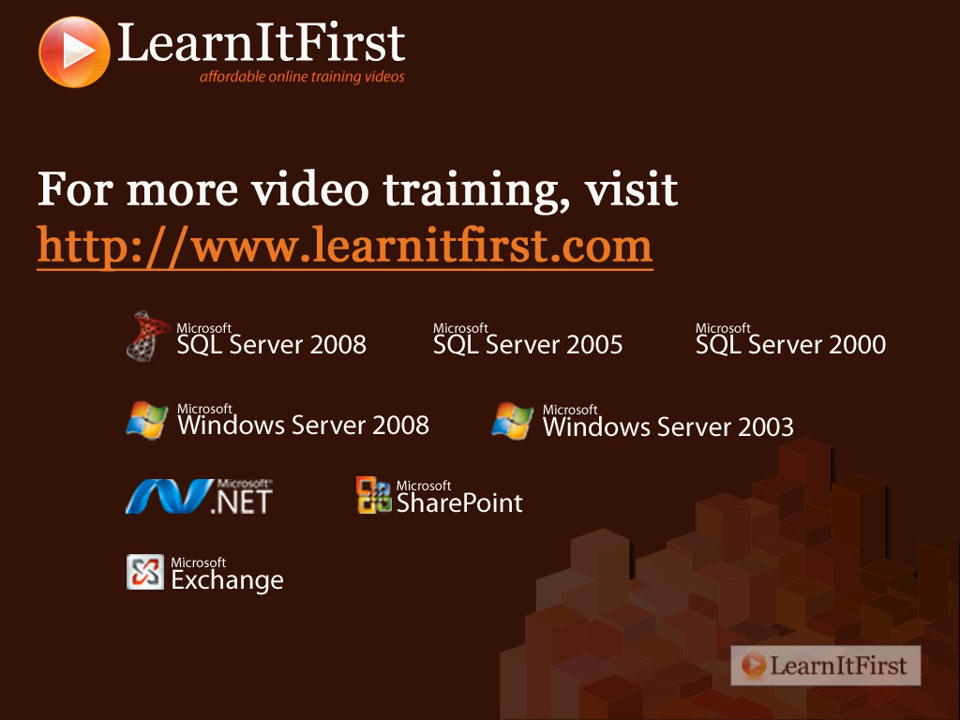 LearnItFirst
affordable online training videos
For more video training, visit
http://www.learnitfirst.com
Microsoft
SQL Server 2008
Microsoft
SQL Server 2005
Microsoft
SQL Server 2000
Microsoft
Windows Server 2008
Microsoft
Windows Server 2003
Microsoft™
.NET
Microsoft
SharePoint
Microsoft
Exchange
LearnItFirst